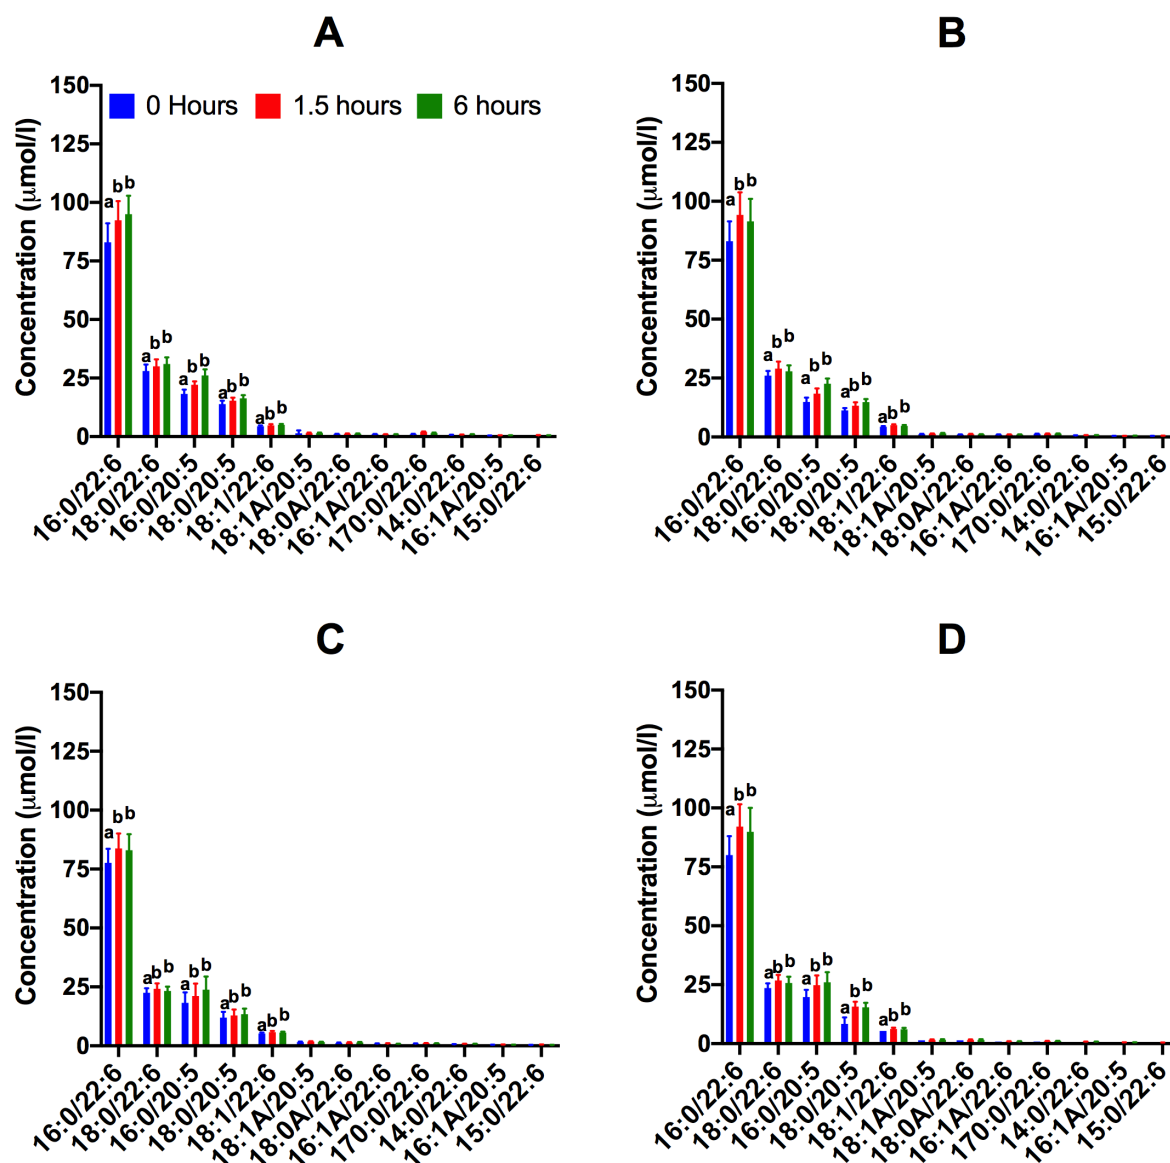 A
Concentration (μmol/l)
150
125
100
75
50
25
0
0 Hours 1.5 hours 6 hours
a b b
a b b
a b b
a b b
a b b
16:0/22:6
18:0/22:6
16:0/20:5
18:0/20:5
18:1/22:6
18:1A/20:5
18:0A/22:6
16:1A/22:6
170:0/22:6
14:0/22:6
16:1A/20:5
15:0/22:6
B
Concentration (μmol/l)
150
125
100
75
50
25
0
a b b
a b b
a b b
a b b
a b b
16:0/22:6
18:0/22:6
16:0/20:5
18:0/20:5
18:1/22:6
18:1A/20:5
18:0A/22:6
16:1A/22:6
170:0/22:6
14:0/22:6
16:1A/20:5
15:0/22:6
C
Concentration (μmol/l)
150
125
100
75
50
25
0
a b b
a b b
a b b
a b b
a b b
16:0/22:6
18:0/22:6
16:0/20:5
18:0/20:5
18:1/22:6
18:1A/20:5
18:0A/22:6
16:1A/22:6
170:0/22:6
14:0/22:6
16:1A/20:5
15:0/22:6
D
Concentration (μmol/l)
150
125
100
75
50
25
0
a b b
a b b
a b b
a b b
a b b
16:0/22:6
18:0/22:6
16:0/20:5
18:0/20:5
18:1/22:6
18:1A/20:5
18:0A/22:6
16:1A/22:6
170:0/22:6
14:0/22:6
16:1A/20:5
15:0/22:6